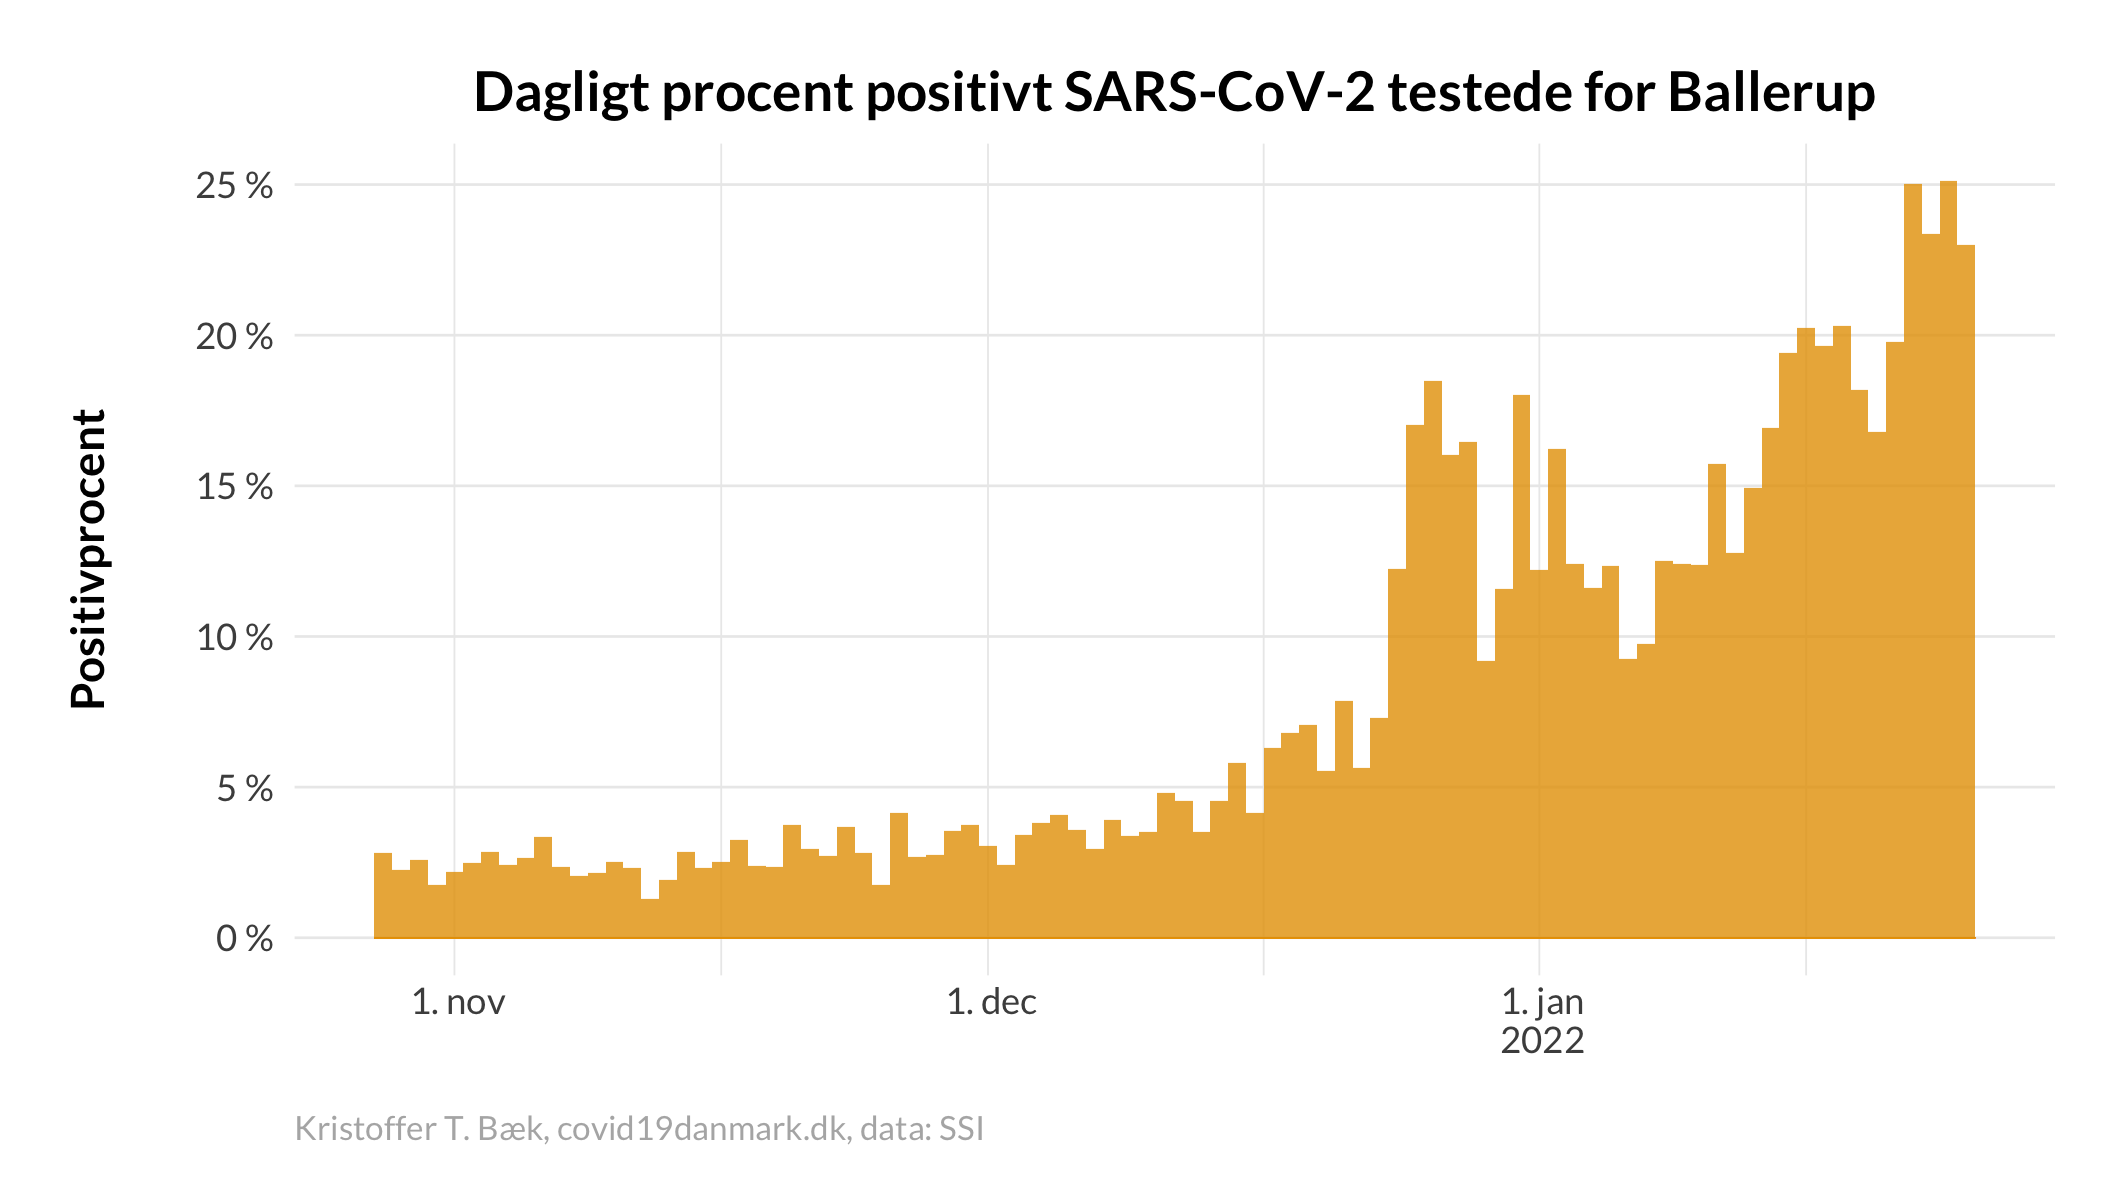 Dagligt procent positivt SARS-CoV-2 testede for Ballerup
Positivprocent
25 %
20 %
15 %
10 %
5 %
0 %
1. nov
1. dec
1. jan
2022
Kristoffer T. Bæk, covid19danmark.dk, data: SSI